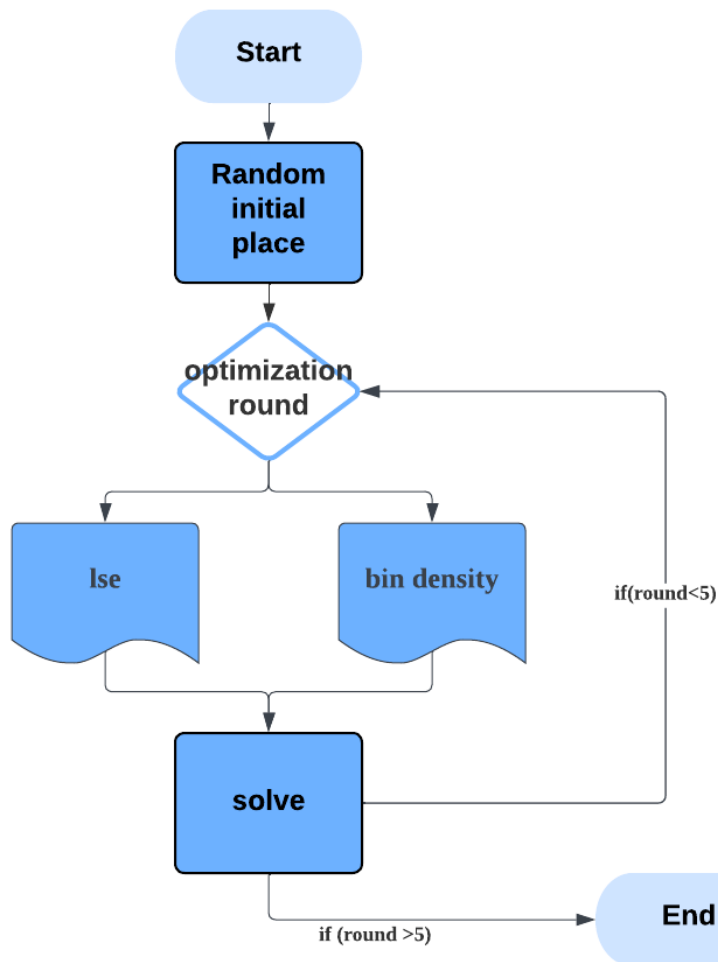 Start
Random
initial
place
optimization
round
lse
bin density
if(round<5)
solve
if (round >5)
End